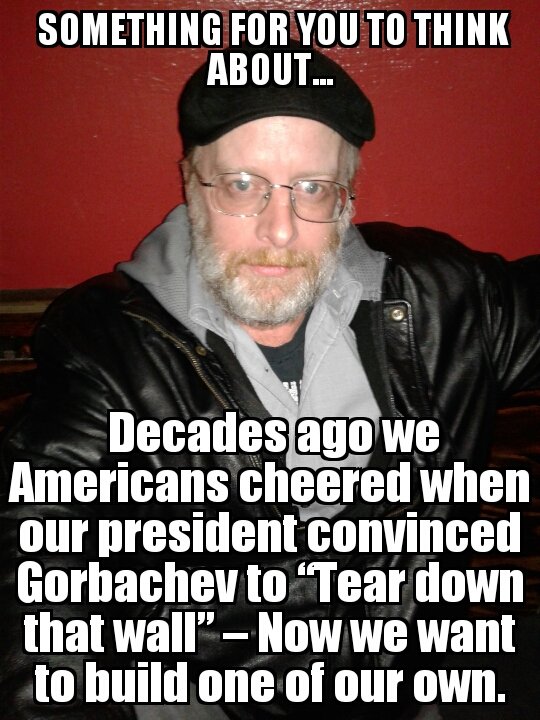 SOMETHING FOR YOU TO THINK
ABOUT...
Decades ago we
Americans cheered when
our president convinced
Gorbachev to “Tear down
that wall” – Now we want
to build one of our own.